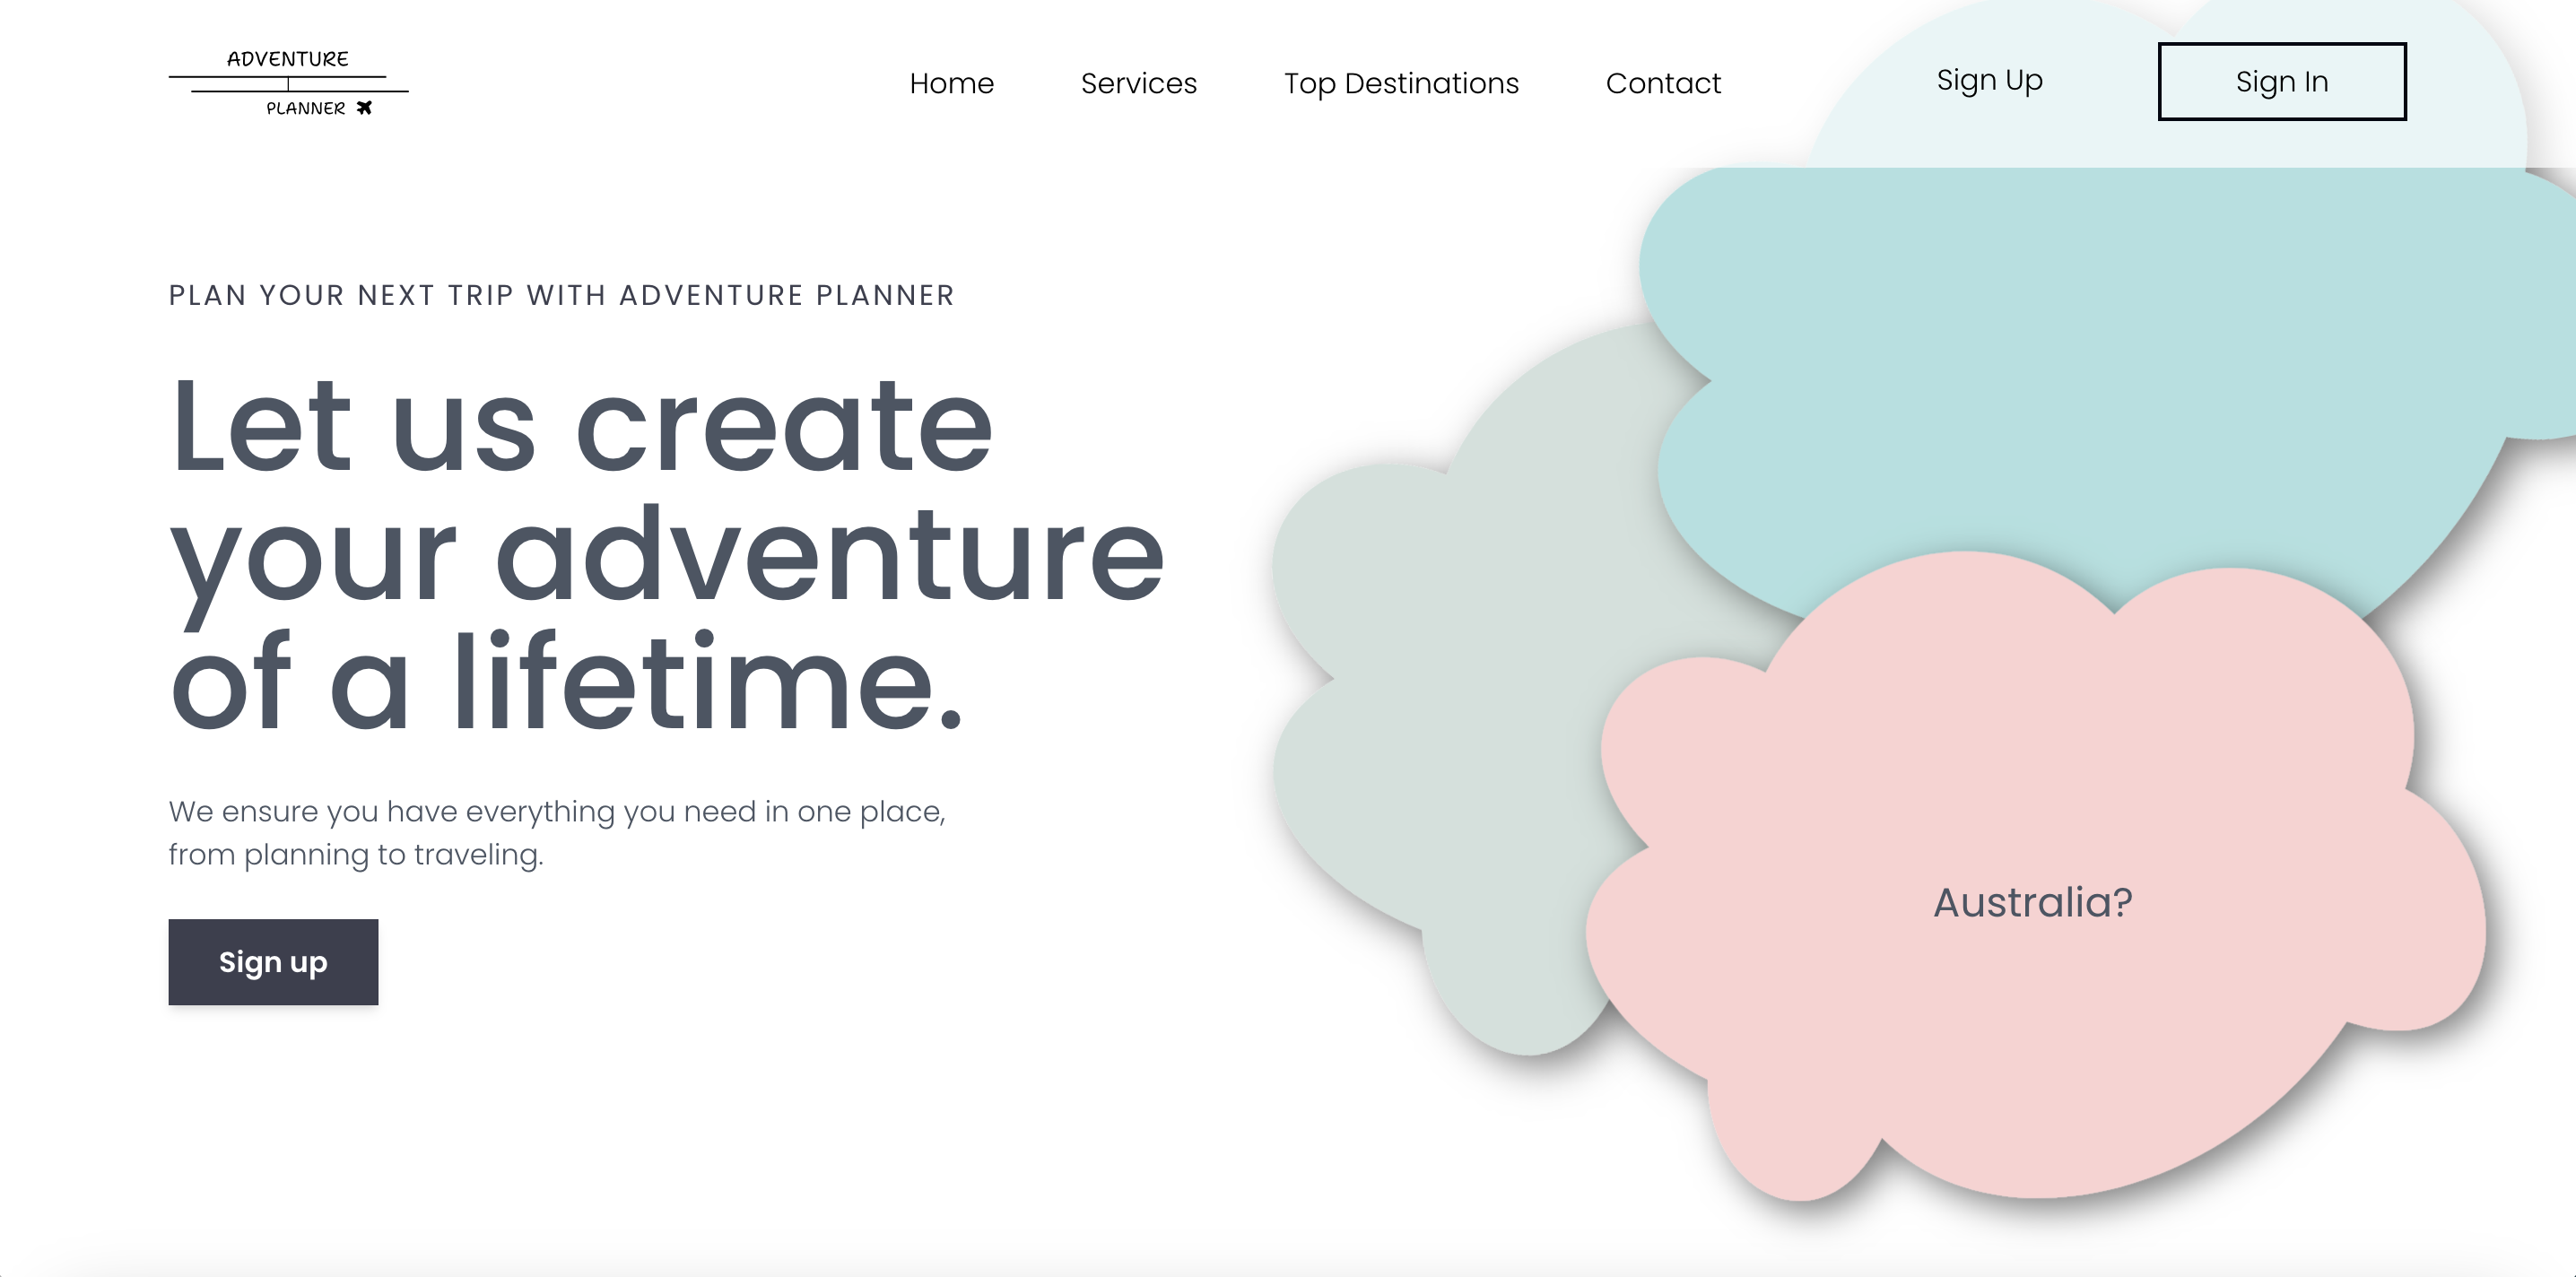 ADVENTURE
PLANNER
Home
Services
Top Destinations
Contact
Sign Up
Sign In
PLAN YOUR NEXT TRIP WITH ADVENTURE PLANNER
Let us create
your adventure
of a lifetime.
We ensure you have everything you need in one place,
from planning to traveling.
Sign up
Australia?